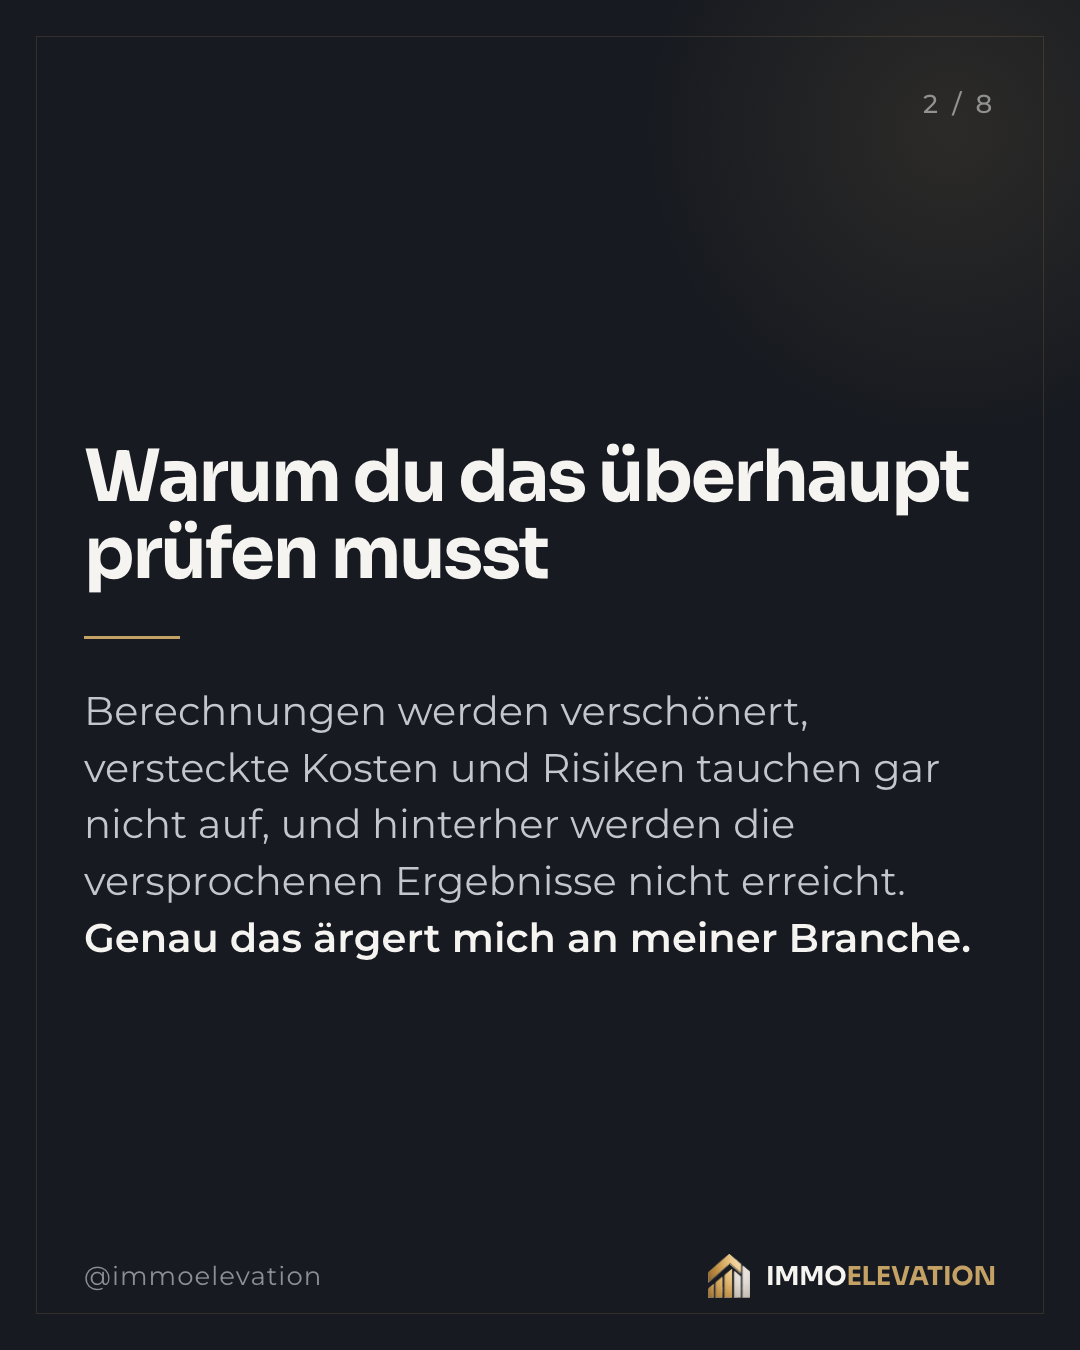 2 / 8
Warum du das überhaupt
prüfen musst
Berechnungen werden verschönert,
versteckte Kosten und Risiken tauchen gar
nicht auf, und hinterher werden die
versprochenen Ergebnisse nicht erreicht.
Genau das ärgert mich an meiner Branche.
@immoelevation
IMMOELEVATION